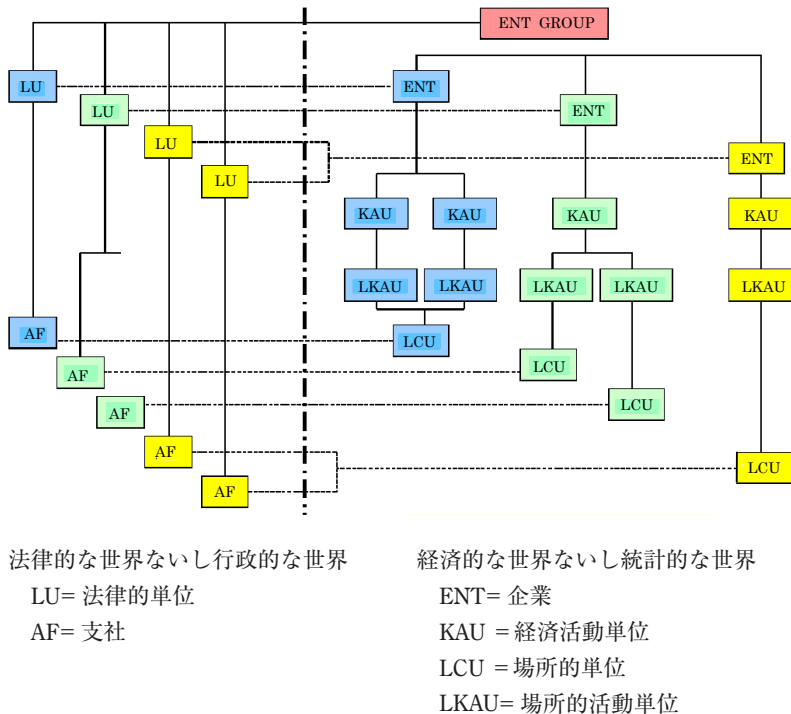 ENT GROUP
LU ENT
LU ENT
LU
ENT
LU
KAU KAU KAU KAU
LKAU LKAU LKAU LKAU LKAU
AF LCU
AF LCU
AF LCU
AF
LCU
AF
法律的な世界ないし行政的な世界 経済的な世界ないし統計的な世界
LU= 法律的単位 ENT= 企業
AF= 支社 KAU =経済活動単位
LCU =場所的単位
LKAU= 場所的活動単位